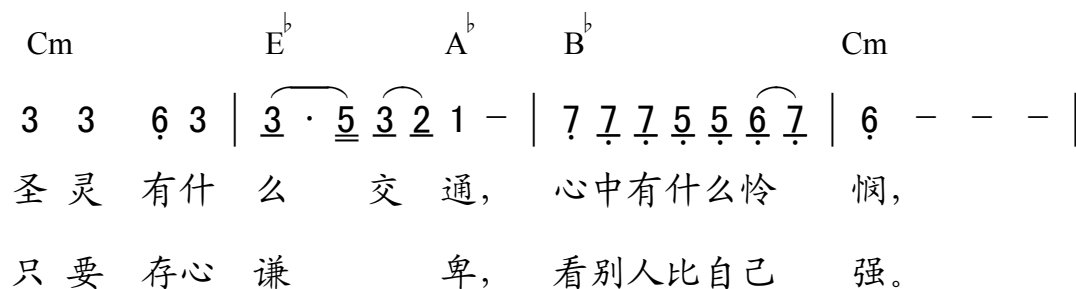 Cm E♭ A♭ B♭ Cm
3 3 6̣ 3 | 3 · 5 3 2 1 – | 7̣ 7̣ 7̣ 5̣ 5̣ 6̣ 7̣ | 6̣ – – – |
圣灵 有什 么 交 通, 心中有什么怜 悯,
只要 存心 谦 卑, 看别人比自己 强。